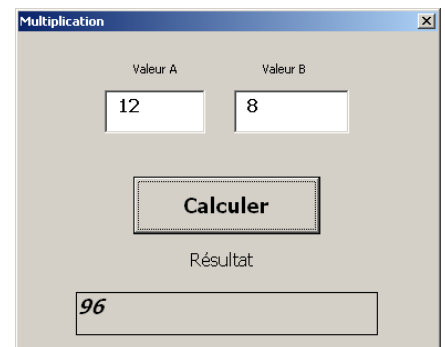 Multiplication
Valeur A Valeur B
12 8
Calculer
Résultat
96